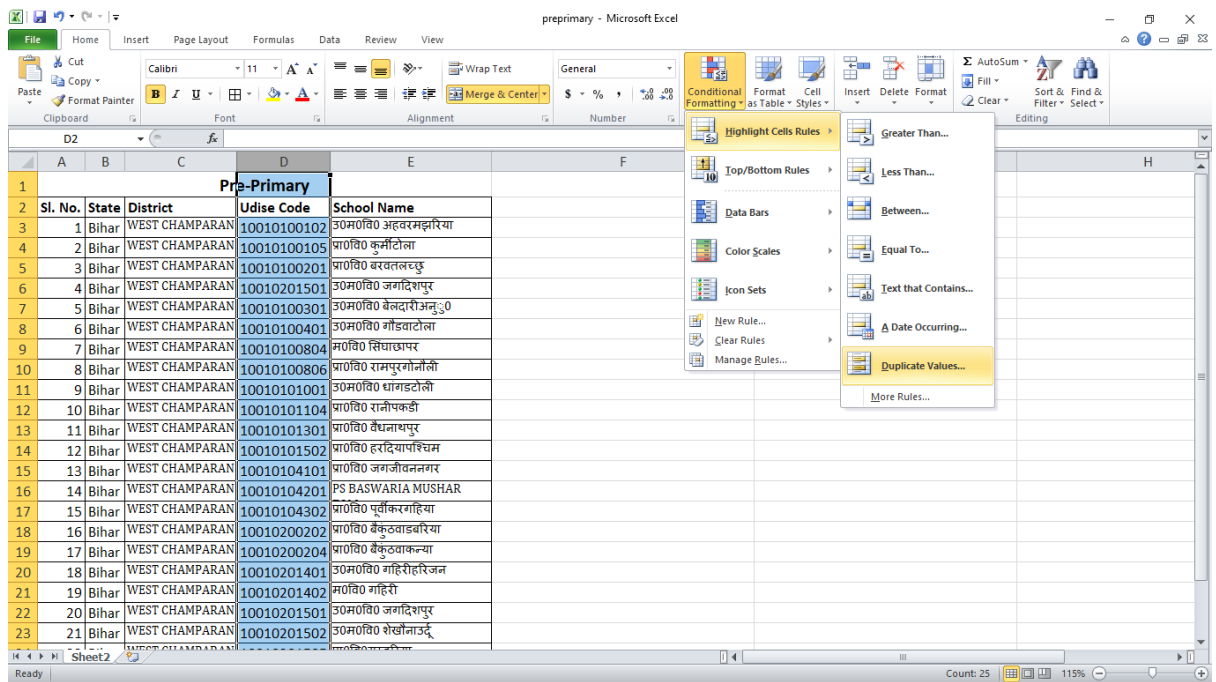 preprimary - Microsoft Excel
File Home Insert Page Layout Formulas Data Review View
Paste
Cut
Copy
Format Painter
Clipboard
Calibri 11
B I U
Font
Wrap Text
Merge & Center
Alignment
General
$ % ,
Number
Conditional Formatting
Format as Table
Cell Styles
Insert Delete Format
Σ AutoSum
Fill
Clear
Sort & Filter
Find & Select
Editing
D2 fx
Highlight Cells Rules
Top/Bottom Rules
Data Bars
Color Scales
Icon Sets
New Rule...
Clear Rules
Manage Rules...
Greater Than...
Less Than...
Between...
Equal To...
Text that Contains...
A Date Occurring...
Duplicate Values...
More Rules...
A B C D E F H
1 Pre-Primary
2 Sl. No. State District Udise Code School Name
3 1 Bihar WEST CHAMPARAN 10010100102 उ0म0वि0 अहवरमझरिया
4 2 Bihar WEST CHAMPARAN 10010100105 प्रा0वि0 कुर्मीटोला
5 3 Bihar WEST CHAMPARAN 10010100201 प्रा0वि0 बरवतलच्छु
6 4 Bihar WEST CHAMPARAN 10010201501 उ0म0वि0 जगदिशपुर
7 5 Bihar WEST CHAMPARAN 10010100301 उ0म0वि0 बेलदारीअनुु0
8 6 Bihar WEST CHAMPARAN 10010100401 उ0म0वि0 गौडवाटोला
9 7 Bihar WEST CHAMPARAN 10010100804 म0वि0 सिंघाछापर
10 8 Bihar WEST CHAMPARAN 10010100806 प्रा0वि0 रामपुरगोनौली
11 9 Bihar WEST CHAMPARAN 10010101001 उ0म0वि0 धांगडटोली
12 10 Bihar WEST CHAMPARAN 10010101104 प्रा0वि0 रानीपकडी
13 11 Bihar WEST CHAMPARAN 10010101301 प्रा0वि0 वैधनाथपुर
14 12 Bihar WEST CHAMPARAN 10010101502 प्रा0वि0 हरदियापश्चिम
15 13 Bihar WEST CHAMPARAN 10010104101 प्रा0वि0 जगजीवननगर
16 14 Bihar WEST CHAMPARAN 10010104201 PS BASWARIA MUSHAR
17 15 Bihar WEST CHAMPARAN 10010104302 प्रा0वि0 पूर्वीकरगहिया
18 16 Bihar WEST CHAMPARAN 10010200202 प्रा0वि0 बैकुंठवाडबरिया
19 17 Bihar WEST CHAMPARAN 10010200204 प्रा0वि0 बैकुंठवाकन्या
20 18 Bihar WEST CHAMPARAN 10010201401 उ0म0वि0 गहिरीहरिजन
21 19 Bihar WEST CHAMPARAN 10010201402 म0वि0 गहिरी
22 20 Bihar WEST CHAMPARAN 10010201501 उ0म0वि0 जगदिशपुर
23 21 Bihar WEST CHAMPARAN 10010201502 उ0म0वि0 शेखौनाउर्दू
Sheet2
Ready Count: 25 115%